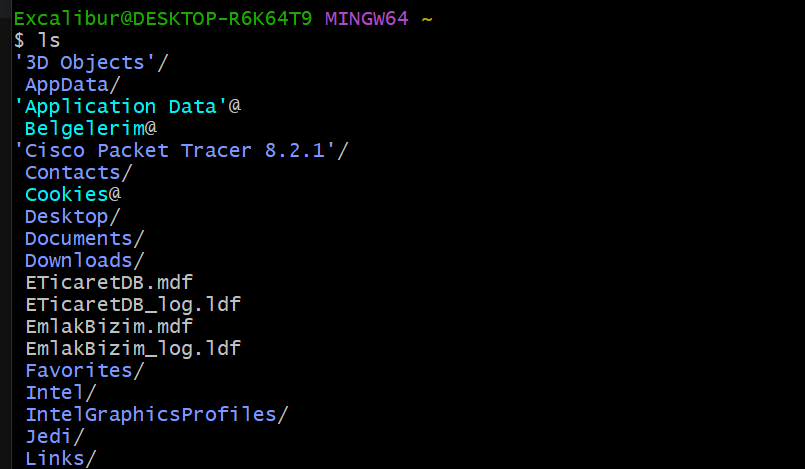 Excalibur@DESKTOP-R6K64T9 MINGW64 ~
$ ls
'3D Objects'/
AppData/
'Application Data'@
Belgelerim@
'Cisco Packet Tracer 8.2.1'/
Contacts/
Cookies@
Desktop/
Documents/
Downloads/
ETicaretDB.mdf
ETicaretDB_log.ldf
EmlakBizim.mdf
EmlakBizim_log.ldf
Favorites/
Intel/
IntelGraphicsProfiles/
Jedi/
Links/